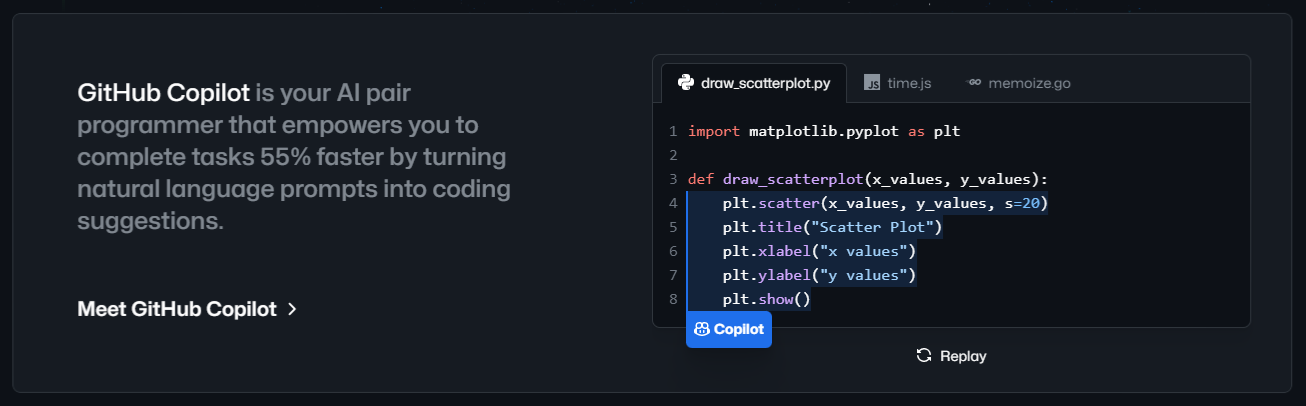 GitHub Copilot is your AI pair
programmer that empowers you to
complete tasks 55% faster by turning
natural language prompts into coding
suggestions.
Meet GitHub Copilot
draw_scatterplot.py
JS time.js
GO memoize.go
1 import matplotlib.pyplot as plt
2
3 def draw_scatterplot(x_values, y_values):
4 plt.scatter(x_values, y_values, s=20)
5 plt.title("Scatter Plot")
6 plt.xlabel("x values")
7 plt.ylabel("y values")
8 plt.show()
Copilot
Replay